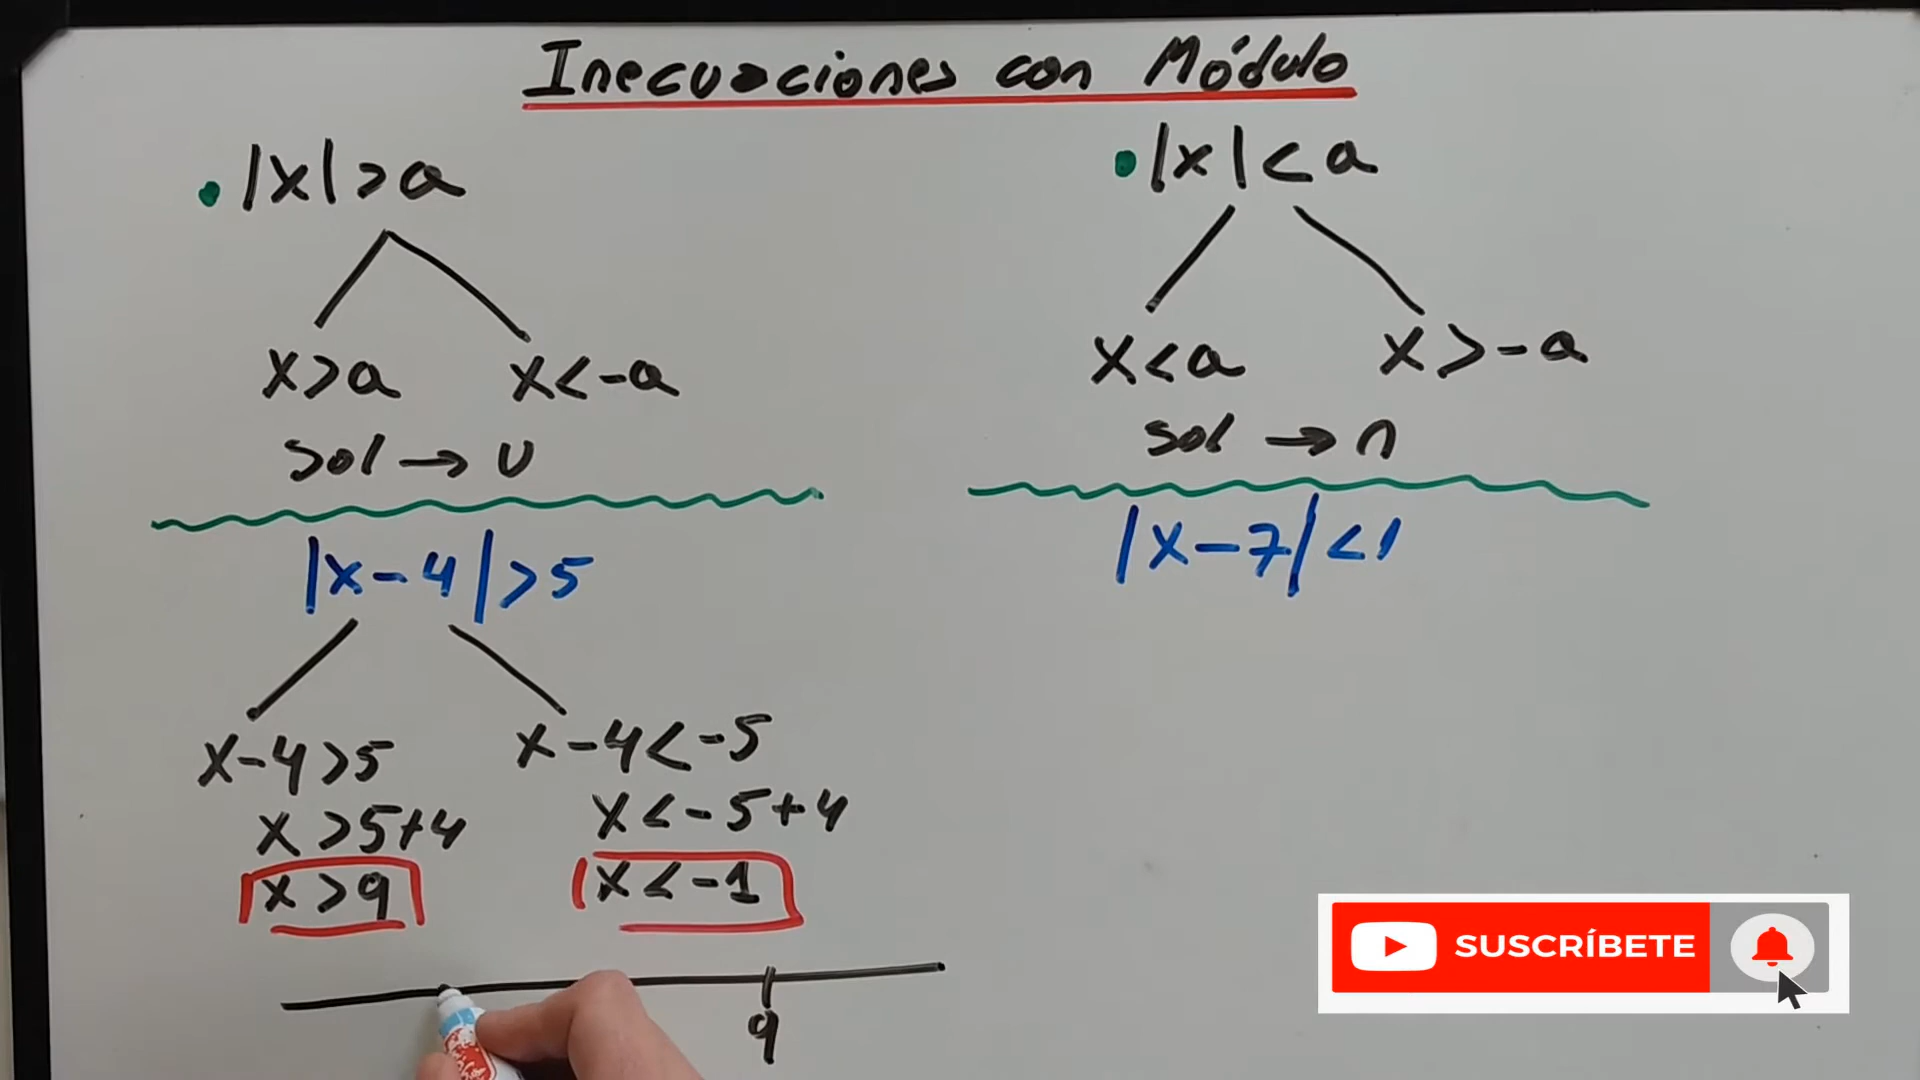 Inecuaciones con Módulo
|x|>a
x>a x<-a
sol → ∪
|x-4|>5
x-4>5 x-4<-5
x>5+4 x<-5+4
x>9 x<-1
9
|x|<a
x<a x>-a
sol → ∩
|x-7|<1
SUSCRÍBETE